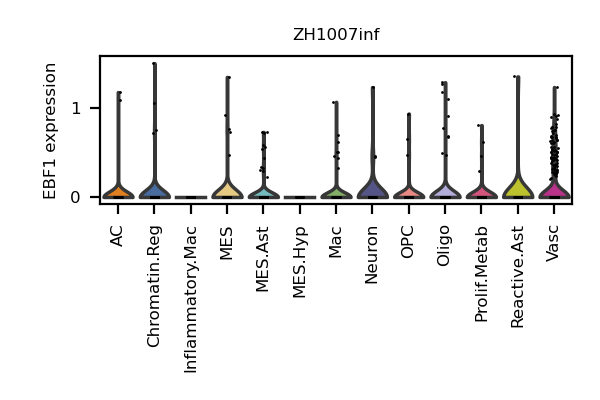 ZH1007inf
EBF1 expression
1
0
AC
Chromatin.Reg
Inflammatory.Mac
MES
MES.Ast
MES.Hyp
Mac
Neuron
OPC
Oligo
Prolif.Metab
Reactive.Ast
Vasc